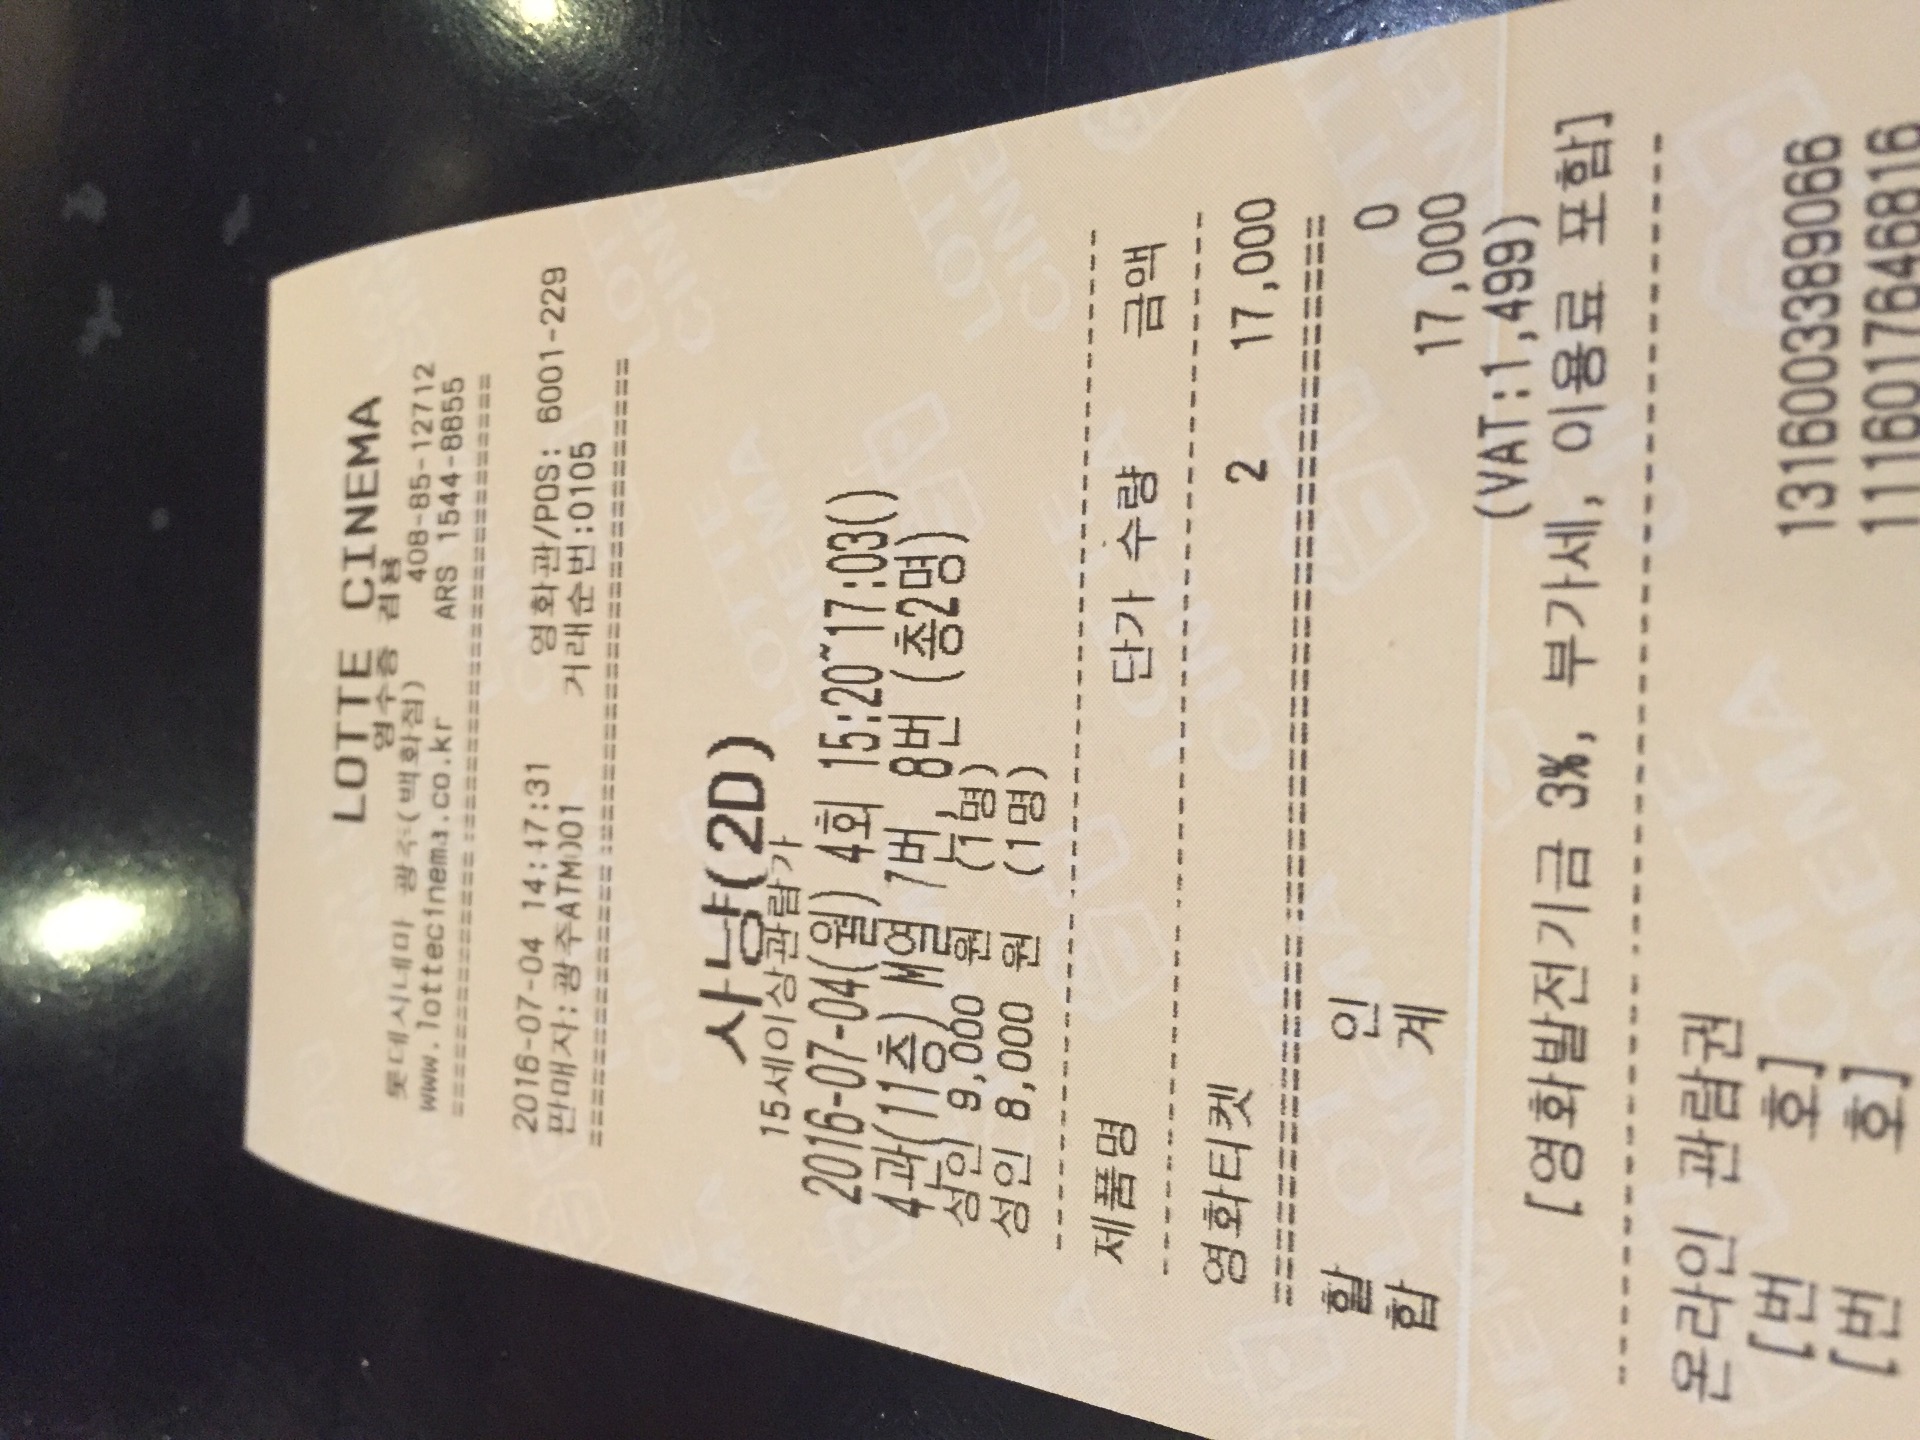 LOTTE CINEMA
영수증 겸용
롯데시네마 광주(백화점) 408-85-12712
www.lottecinema.co.kr ARS 1544-8855
================================
2016-07-04 14:47:31 영화관/POS: 6001-229
판매자:광주ATM001 거래순번:0105
================================
사냥(2D)
15세이상관람가
2016-07-04(월) 4회 15:20~17:03()
4관(11층) M열 7번, 8번 (총2명)
성인 9,000 원 (1명)
성인 8,000 원 (1명)
--------------------------------
제품명 단가 수량 금액
--------------------------------
영화티켓 2 17,000
================================
할 인 0
합 계 17,000
(VAT:1,499)
[영화발전기금 3%, 부가세, 이용료 포함]
--------------------------------
온라인 관람권
[번 호] 1316003389066
[번 호] 1116017646816